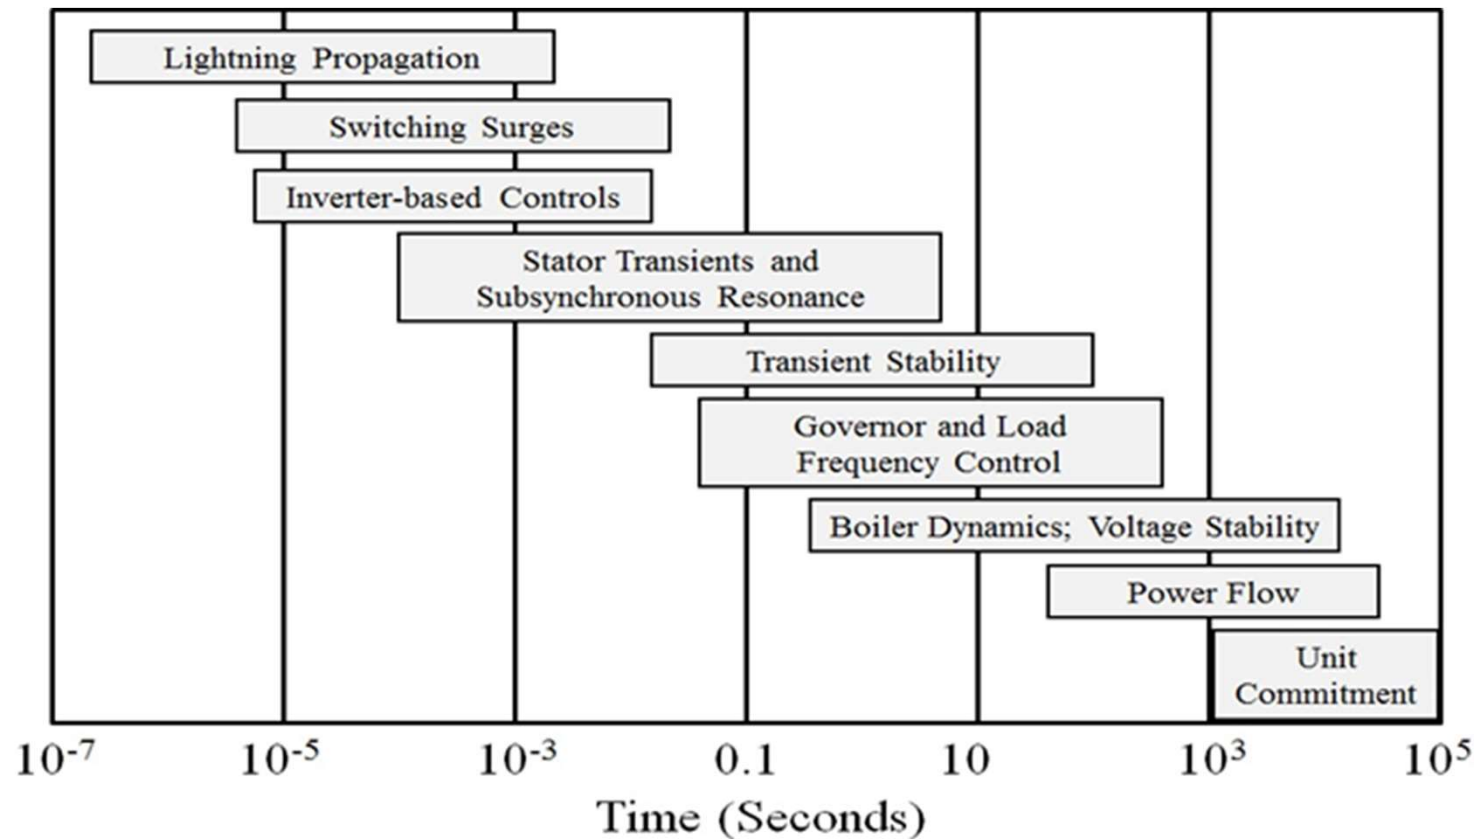 Lightning Propagation
Switching Surges
Inverter-based Controls
Stator Transients and
Subsynchronous Resonance
Transient Stability
Governor and Load
Frequency Control
Boiler Dynamics; Voltage Stability
Power Flow
Unit
Commitment
10⁻⁷ 10⁻⁵ 10⁻³ 0.1 10 10³ 10⁵
Time (Seconds)